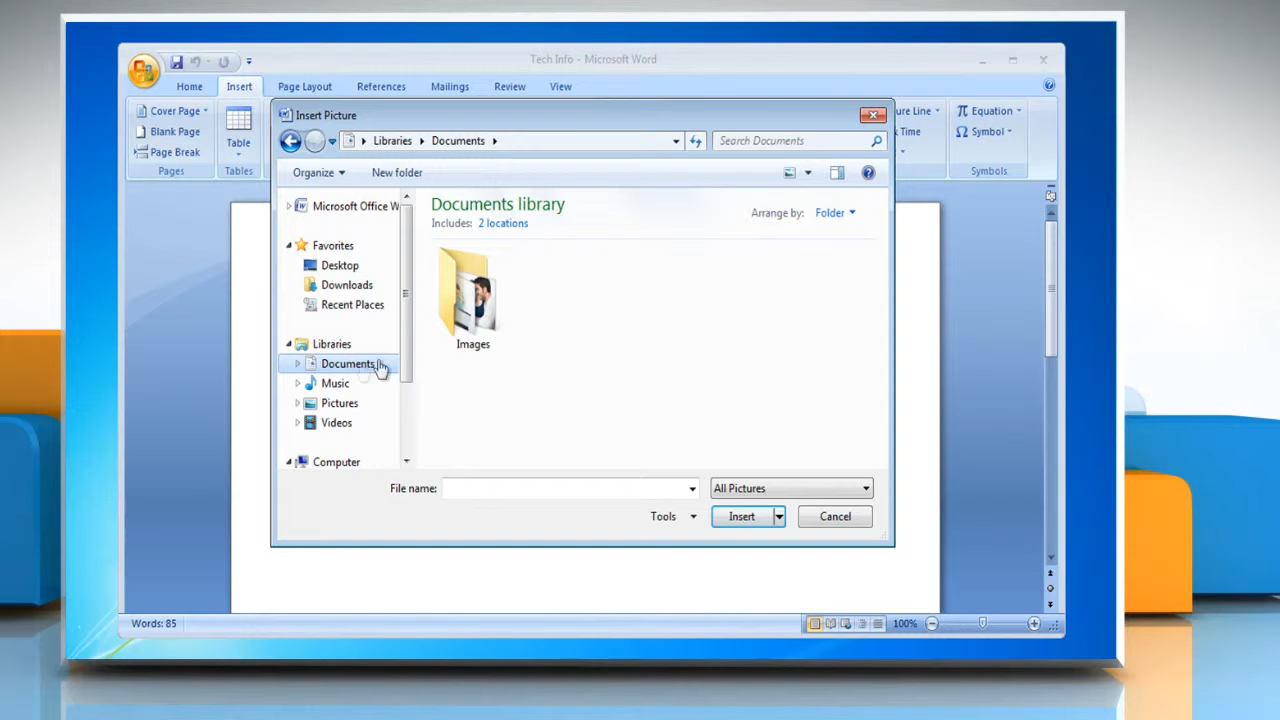 Tech Info - Microsoft Word
Home Insert Page Layout References Mailings Review View
Cover Page
Blank Page
Page Break
Pages
Table
Tables
Insert Picture
Libraries Documents
Search Documents
Organize New folder
Microsoft Office W
Favorites
Desktop
Downloads
Recent Places
Libraries
Documents
Music
Pictures
Videos
Computer
Documents library
Includes: 2 locations
Arrange by: Folder
Images
File name:
All Pictures
Tools Insert Cancel
ure Line
Time
Equation
Symbol
Symbols
Words: 85
100%